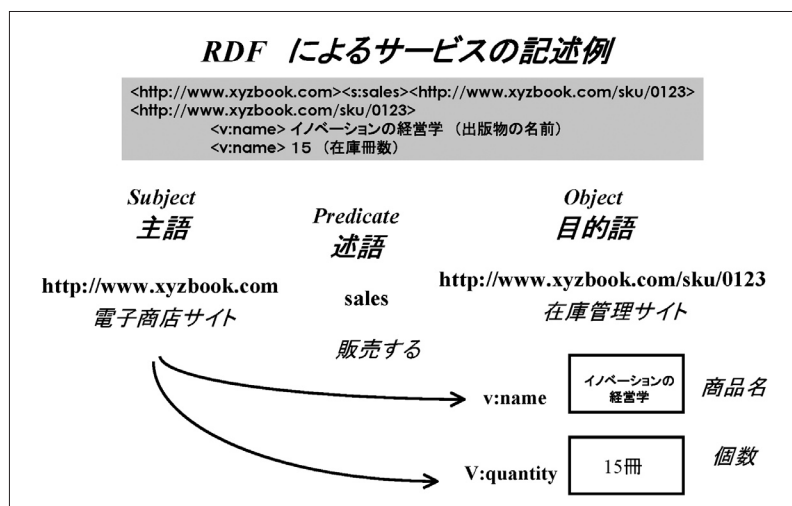 RDF によるサービスの記述例
<http://www.xyzbook.com><s:sales><http://www.xyzbook.com/sku/0123>
<http://www.xyzbook.com/sku/0123>
<v:name> イノベーションの経営学 （出版物の名前）
<v:name> 15 （在庫冊数）
Subject
主語
Predicate
述語
Object
目的語
http://www.xyzbook.com
電子商店サイト
sales
販売する
http://www.xyzbook.com/sku/0123
在庫管理サイト
v:name
イノベーションの
経営学
商品名
V:quantity
15冊
個数